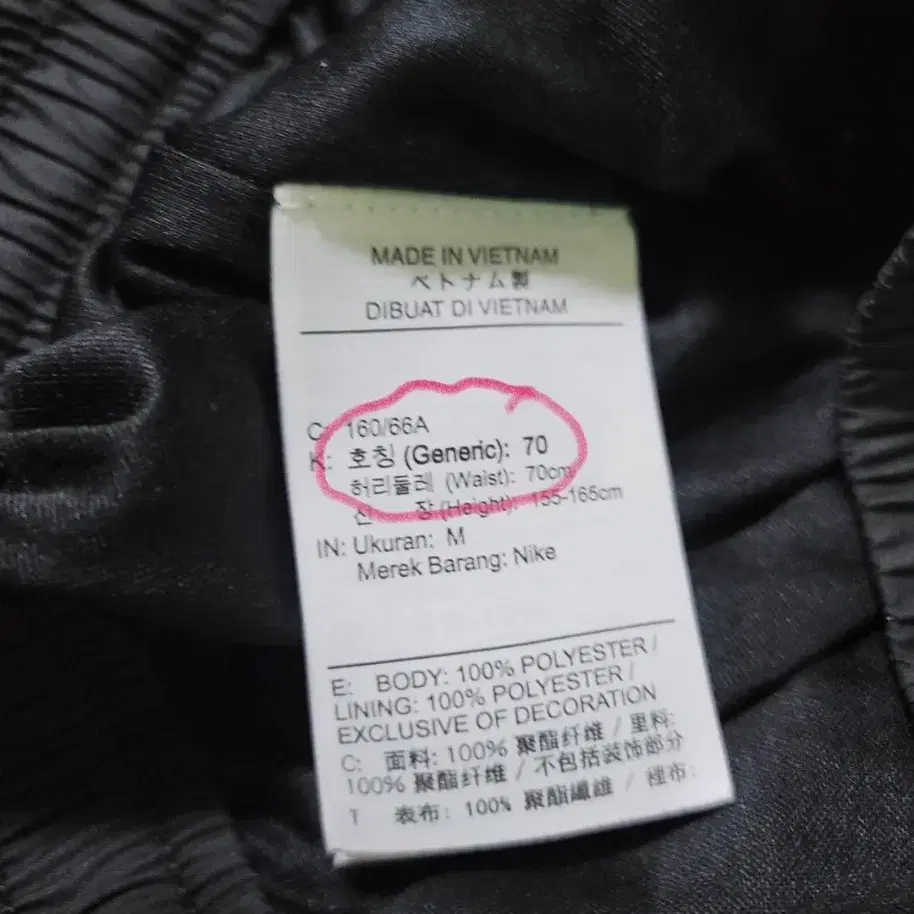 MADE IN VIETNAM
ベトナム製
DIBUAT DI VIETNAM
C: 160/66A
K: 호칭 (Generic): 70
허리둘레 (Waist): 70cm
신 장 (Height): 155-165cm
IN: Ukuran: M
Merek Barang: Nike
E: BODY: 100% POLYESTER /
LINING: 100% POLYESTER /
EXCLUSIVE OF DECORATION
C: 面料: 100% 聚酯纤维 / 里料:
100% 聚酯纤维 / 不包括装饰部分
T 表布: 100% 聚酯纖維 / 裡布: